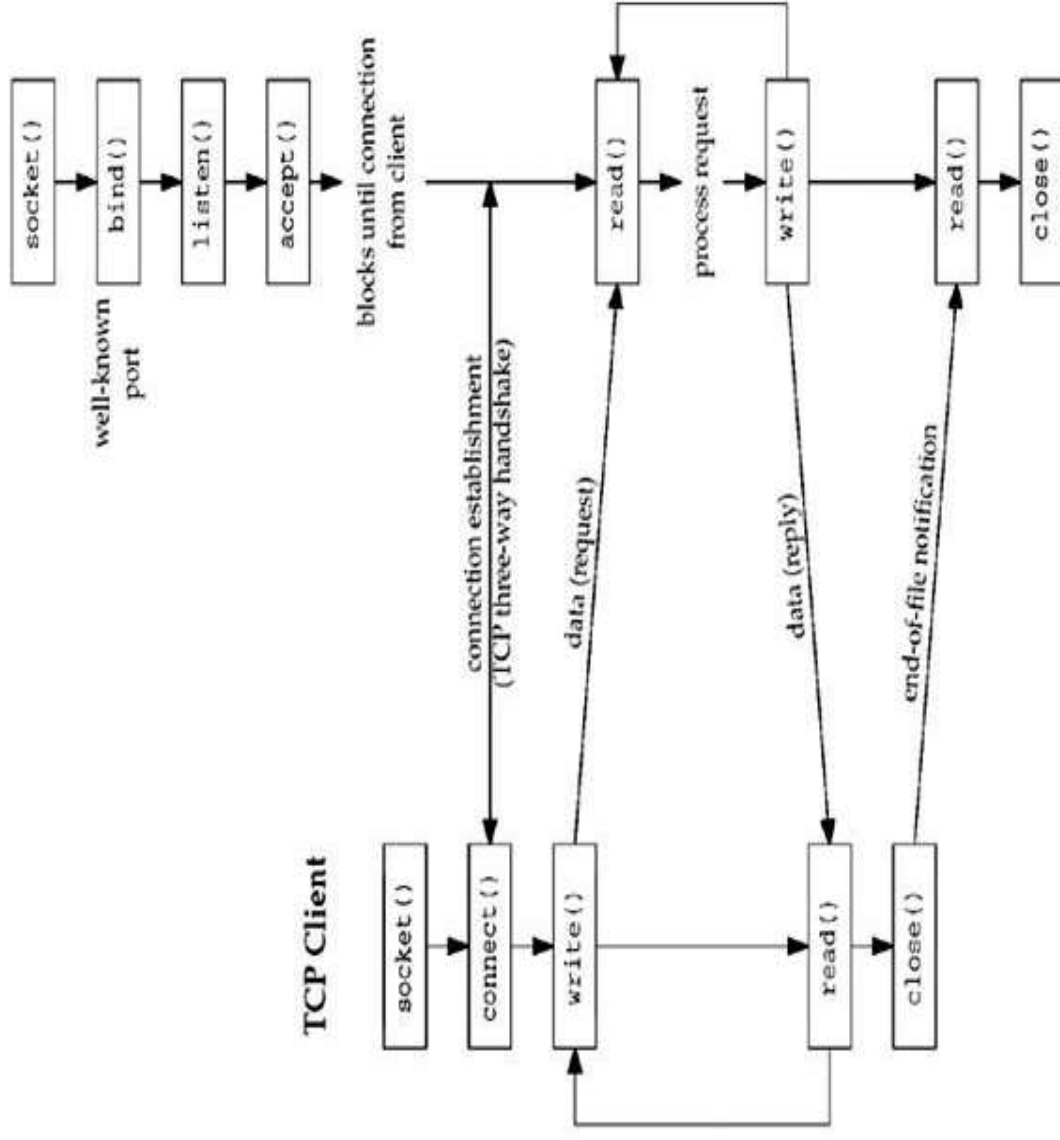 socket()
well-known
port
bind()
listen()
accept()
blocks until connection
from client
TCP Client
socket()
connect()
connection establishment
(TCP three-way handshake)
write()
data (request)
read()
process request
write()
data (reply)
read()
close()
end-of-file notification
read()
close()